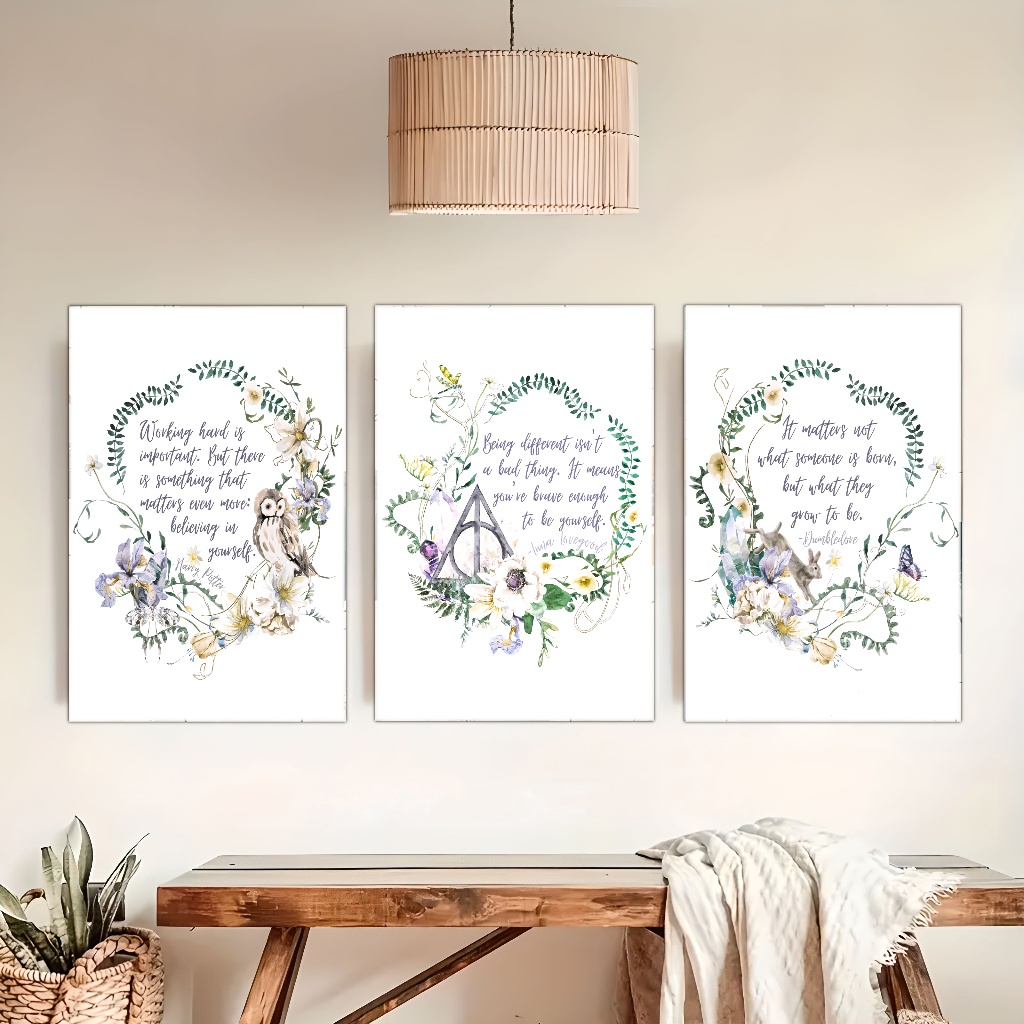 Working hard is
important. But there
is something that
matters even more:
believing in
yourself.
Harry Potter
Being different isn't
a bad thing. It means
you're brave enough
to be yourself.
-Luna Lovegood
It matters not
what someone is born,
but what they
grow to be.
-Dumbledore